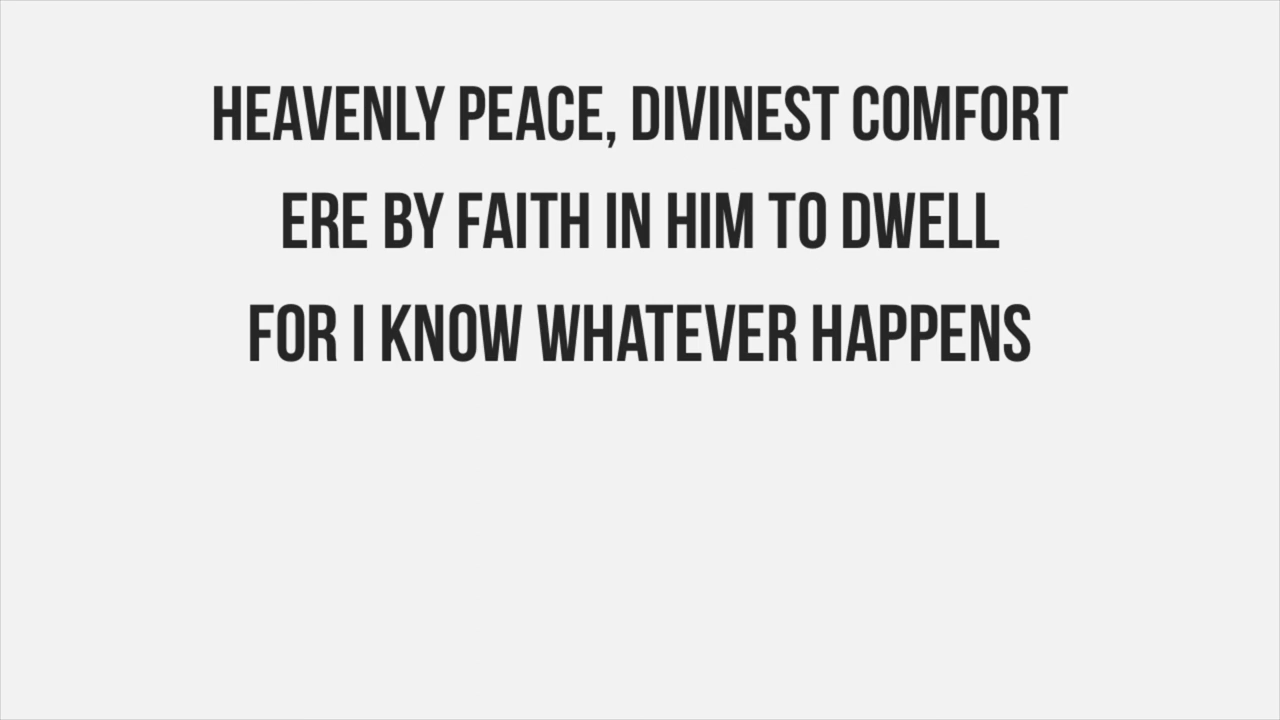 HEAVENLY PEACE, DIVINEST COMFORT
ERE BY FAITH IN HIM TO DWELL
FOR I KNOW WHATEVER HAPPENS